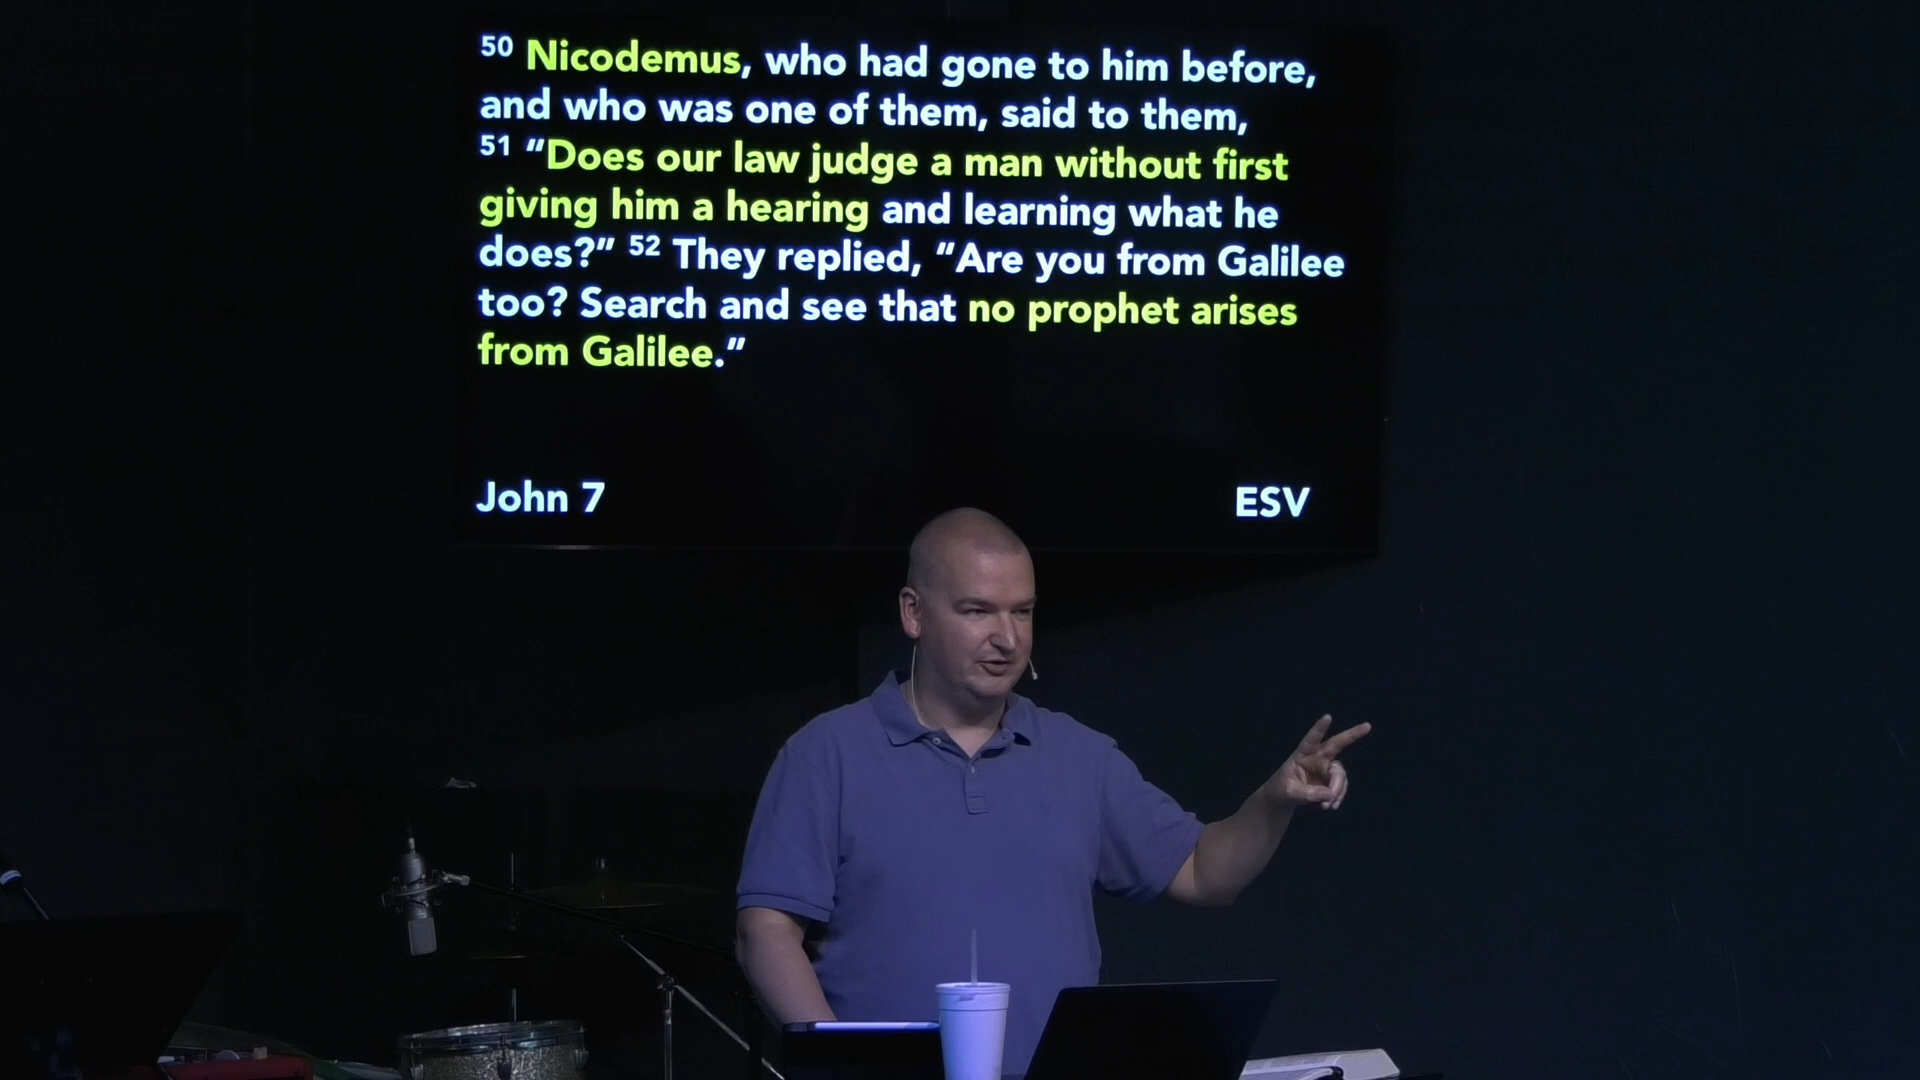 50 Nicodemus, who had gone to him before,
and who was one of them, said to them,
51 “Does our law judge a man without first
giving him a hearing and learning what he
does?” 52 They replied, “Are you from Galilee
too? Search and see that no prophet arises
from Galilee.”
John 7
ESV